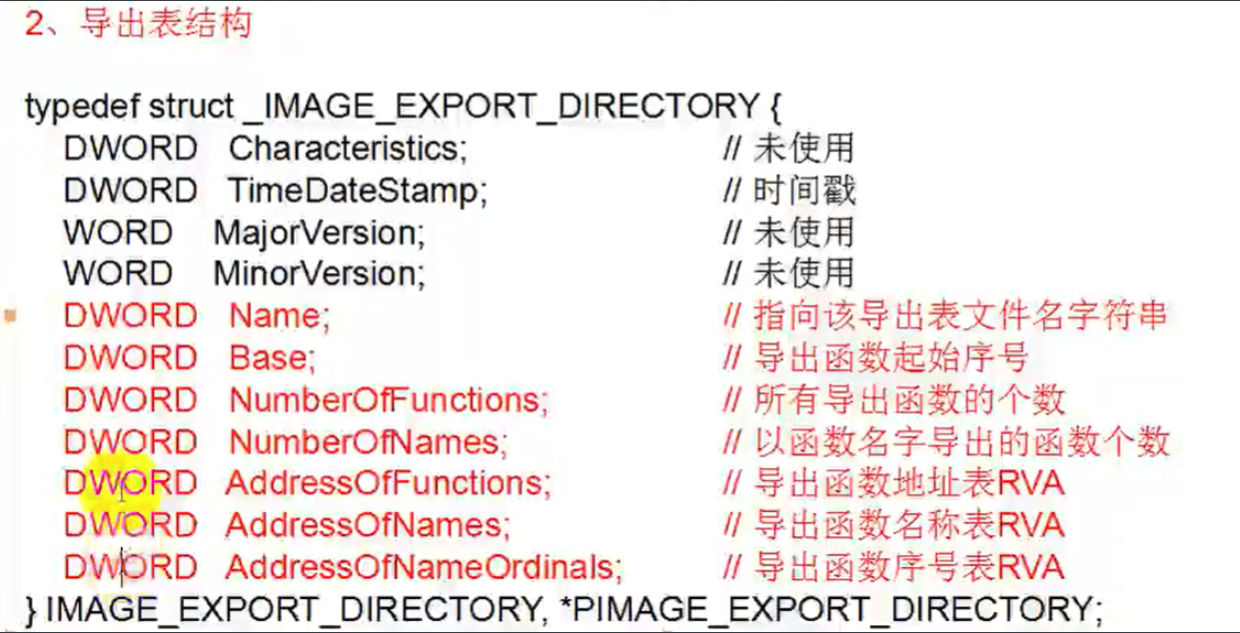 2、导出表结构
typedef struct _IMAGE_EXPORT_DIRECTORY {
DWORD Characteristics; // 未使用
DWORD TimeDateStamp; // 时间戳
WORD MajorVersion; // 未使用
WORD MinorVersion; // 未使用
DWORD Name; // 指向该导出表文件名字符串
DWORD Base; // 导出函数起始序号
DWORD NumberOfFunctions; // 所有导出函数的个数
DWORD NumberOfNames; // 以函数名字导出的函数个数
DWORD AddressOfFunctions; // 导出函数地址表RVA
DWORD AddressOfNames; // 导出函数名称表RVA
DWORD AddressOfNameOrdinals; // 导出函数序号表RVA
} IMAGE_EXPORT_DIRECTORY, *PIMAGE_EXPORT_DIRECTORY;